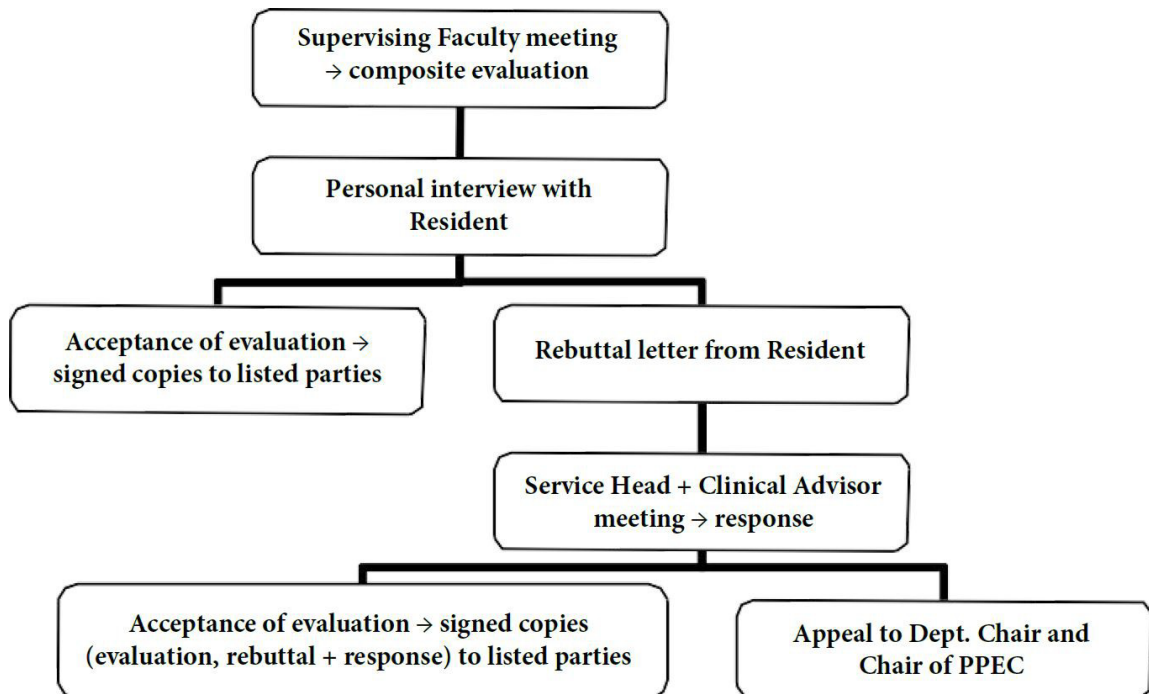 Supervising Faculty meeting
→ composite evaluation
Personal interview with
Resident
Acceptance of evaluation →
signed copies to listed parties
Rebuttal letter from Resident
Service Head + Clinical Advisor
meeting → response
Acceptance of evaluation → signed copies
(evaluation, rebuttal + response) to listed parties
Appeal to Dept. Chair and
Chair of PPEC